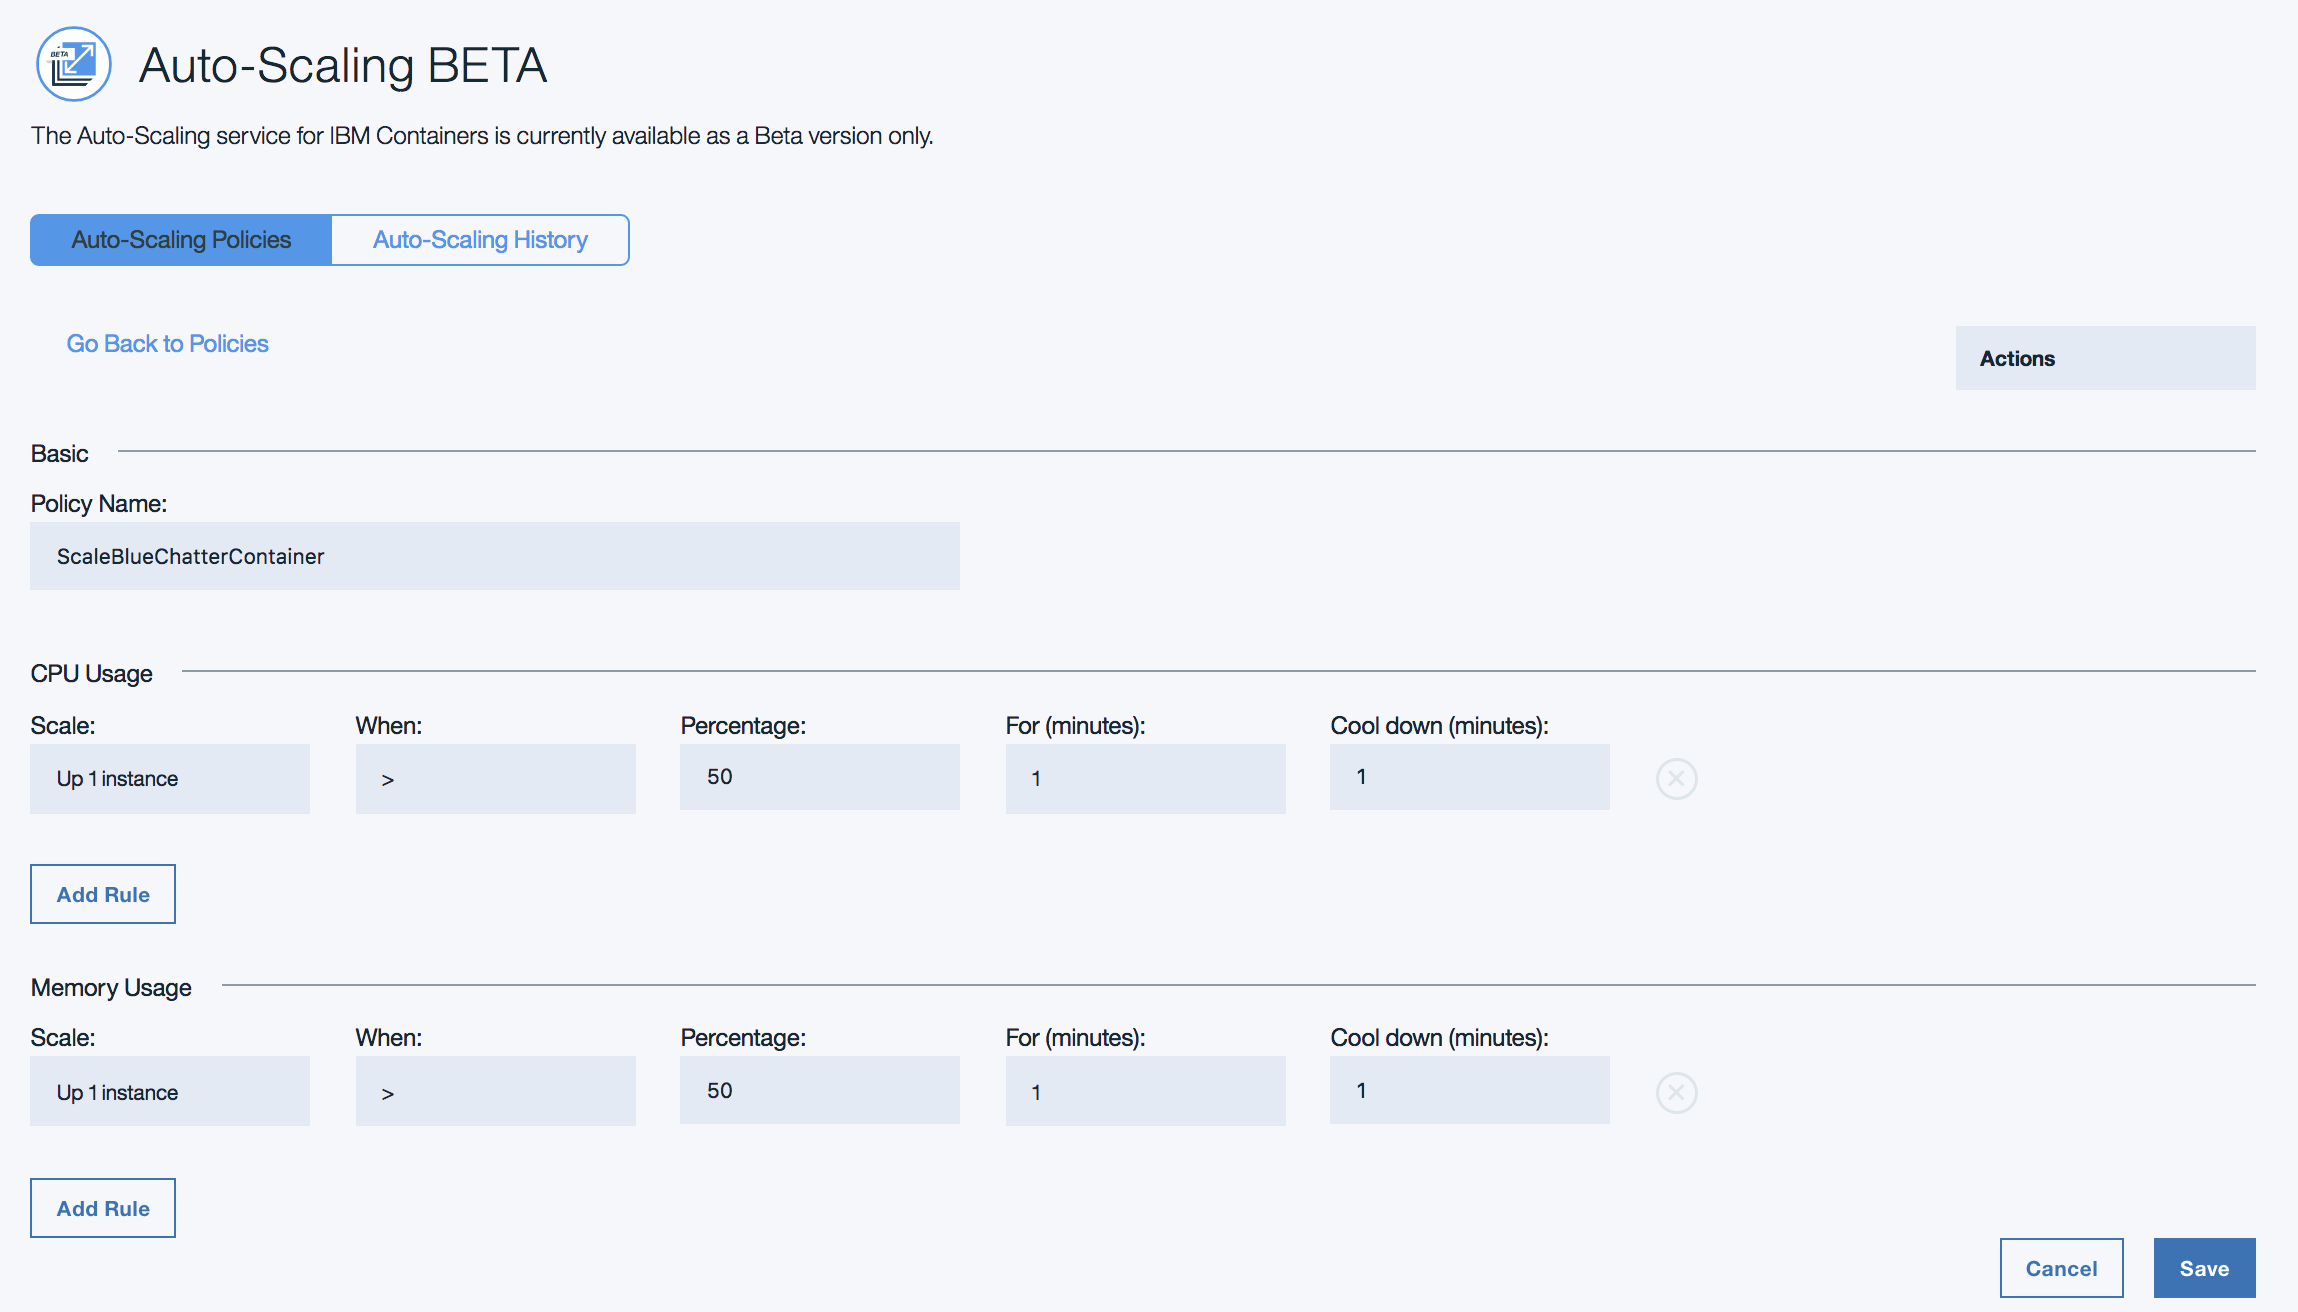 BETA
Auto-Scaling BETA
The Auto-Scaling service for IBM Containers is currently available as a Beta version only.
Auto-Scaling Policies Auto-Scaling History
Go Back to Policies
Actions
Basic
Policy Name:
ScaleBlueChatterContainer
CPU Usage
Scale: When: Percentage: For (minutes): Cool down (minutes):
Up 1 instance > 50 1 1
Add Rule
Memory Usage
Scale: When: Percentage: For (minutes): Cool down (minutes):
Up 1 instance > 50 1 1
Add Rule
Cancel Save